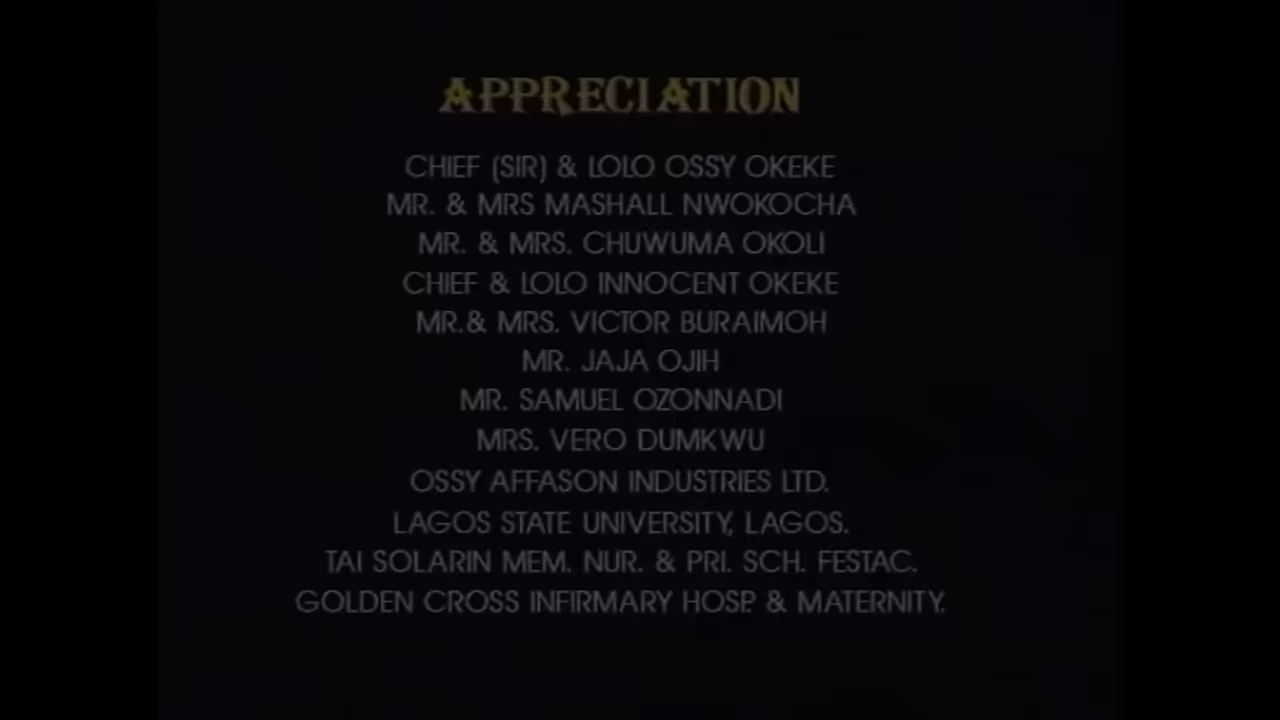 APPRECIATION
CHIEF (SIR) & LOLO OSSY OKEKE
MR. & MRS MASHALL NWOKOCHA
MR. & MRS. CHUWUMA OKOLI
CHIEF & LOLO INNOCENT OKEKE
MR.& MRS. VICTOR BURAIMOH
MR. JAJA OJIH
MR. SAMUEL OZONNADI
MRS. VERO DUMKWU
OSSY AFFASON INDUSTRIES LTD.
LAGOS STATE UNIVERSITY, LAGOS.
TAI SOLARIN MEM. NUR. & PRI. SCH. FESTAC.
GOLDEN CROSS INFIRMARY HOSP. & MATERNITY.